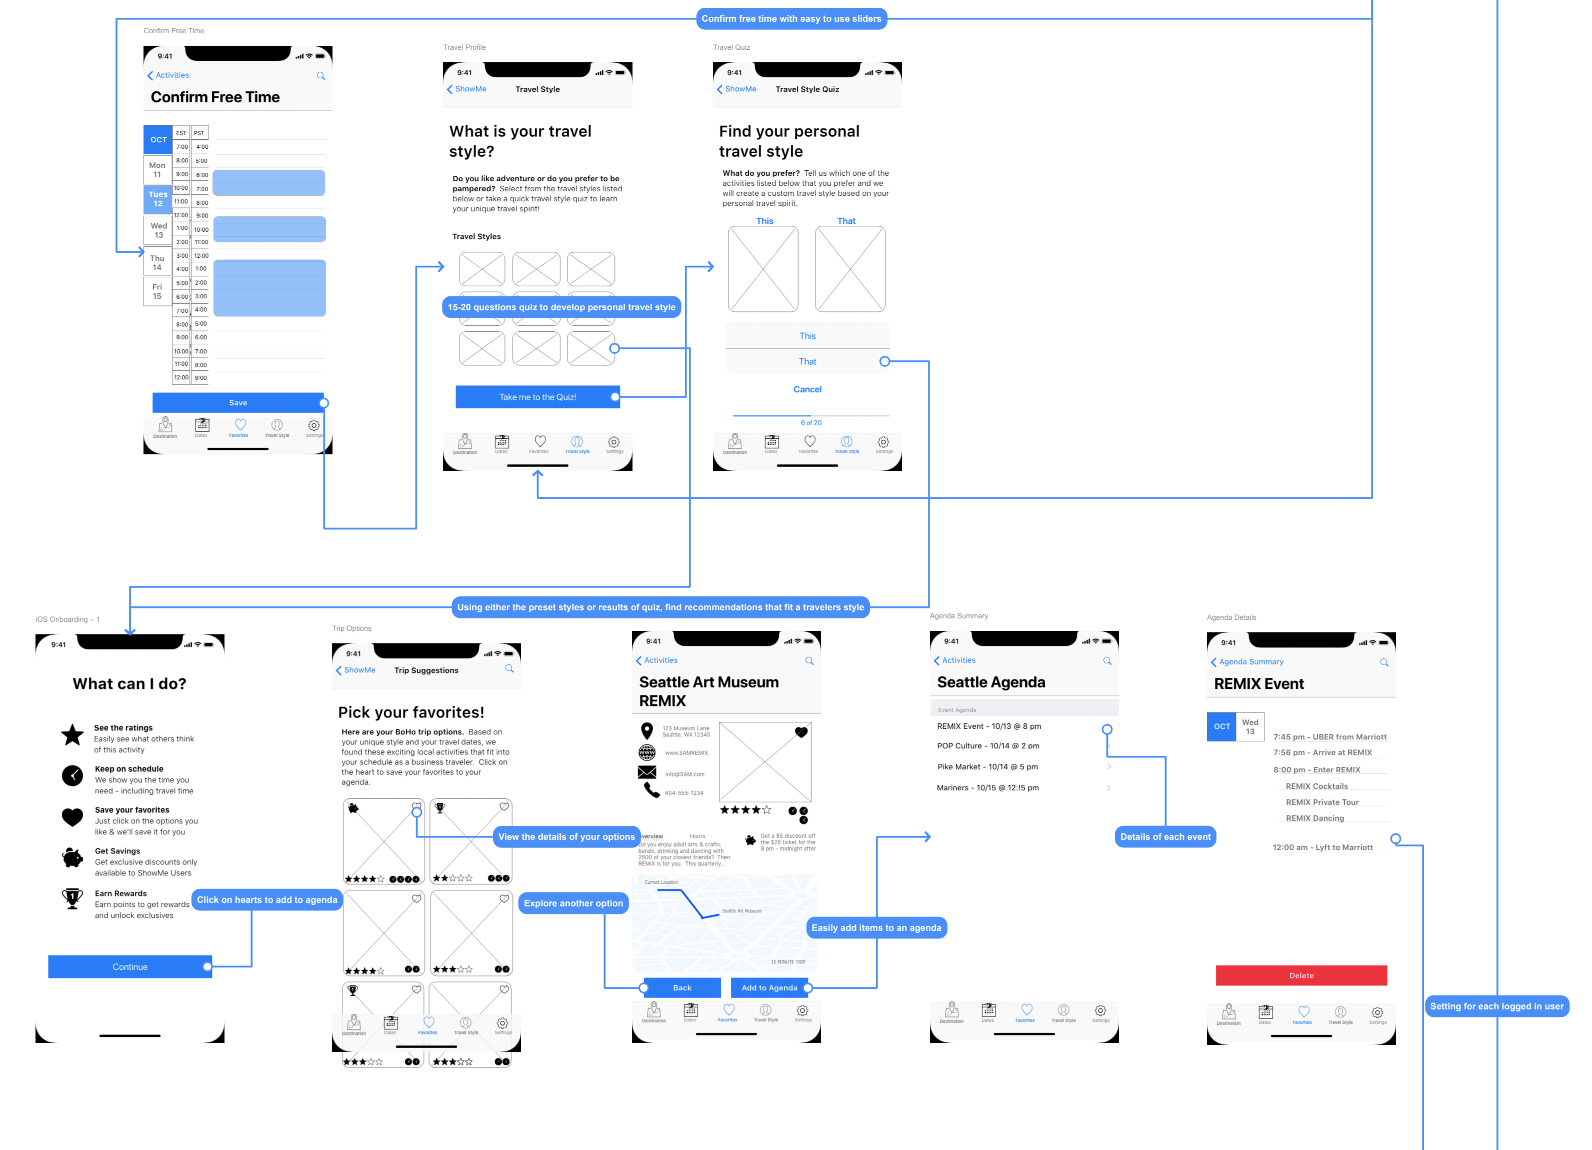 Confirm free time with easy to use sliders
Confirm Free Time
9:41
Activities
Confirm Free Time
OCT
EST PST
7:00 4:00
8:00 5:00
Mon
11
9:00 6:00
10:00 7:00
Tues
12
11:00 8:00
12:00 9:00
Wed
13
1:00 10:00
2:00 11:00
Thu
14
3:00 12:00
4:00 1:00
Fri
15
5:00 2:00
6:00 3:00
7:00 4:00
8:00 5:00
9:00 6:00
10:00 7:00
11:00 8:00
12:00 9:00
Save
Destination Dates Favorites Travel Style Settings
Travel Profile
9:41
ShowMe Travel Style
What is your travel
style?
Do you like adventure or do you prefer to be
pampered? Select from the travel styles listed
below or take a quick travel style quiz to learn
your unique travel spirit!
Travel Styles
15-20 questions quiz to develop personal travel style
Take me to the Quiz!
Destination Dates Favorites Travel Style Settings
Travel Quiz
9:41
ShowMe Travel Style Quiz
Find your personal
travel style
What do you prefer? Tell us which one of the
activities listed below that you prefer and we
will create a custom travel style based on your
personal travel spirit.
This That
This
That
Cancel
6 of 20
Destination Dates Favorites Travel Style Settings
Using either the preset styles or results of quiz, find recommendations that fit a travelers style
iOS Onboarding – 1
9:41
What can I do?
See the ratings
Easily see what others think
of this activity
Keep on schedule
We show you the time you
need - including travel time
Save your favorites
Just click on the options you
like & we'll save it for you
Get Savings
Get exclusive discounts only
available to ShowMe Users
1
Earn Rewards
Earn points to get rewards
and unlock exclusives
Click on hearts to add to agenda
Continue
Trip Options
9:41
ShowMe Trip Suggestions
Pick your favorites!
Here are your BoHo trip options. Based on
your unique style and your travel dates, we
found these exciting local activities that fit into
your schedule as a business traveler. Click on
the heart to save your favorites to your
agenda.
View the details of your options
Explore another option
Destination Dates Favorites Travel Style Settings
9:41
Activities
Seattle Art Museum
REMIX
123 Museum Lane
Seattle, WA 12345
www.SAMREMIX.
info@SAM.com
404-555-1234
verview Hours
Do you enjoy adult arts & crafts,
bands, drinking and dancing with
2500 of your closest friends? Then
REMIX is for you. This quarterly...
Get a $5 discount off
the $25 ticket for the
8 pm - midnight after
Current Location
Seattle Art Museum
15 MINUTE TRIP
Easily add items to an agenda
Back Add to Agenda
Destination Dates Favorites Travel Style Settings
Agenda Summary
9:41
Activities
Seattle Agenda
Event Agenda
REMIX Event - 10/13 @ 8 pm
POP Culture - 10/14 @ 2 pm
Pike Market - 10/14 @ 5 pm
Mariners - 10/15 @ 12:!5 pm
Details of each event
Destination Dates Favorites Travel Style Settings
Agenda Details
9:41
Agenda Summary
REMIX Event
OCT
Wed
13
7:45 pm - UBER from Marriott
7:56 pm - Arrive at REMIX
8:00 pm - Enter REMIX
REMIX Cocktails
REMIX Private Tour
REMIX Dancing
12:00 am - Lyft to Marriott
Delete
Destination Dates Favorites Travel Style Settings
Setting for each logged in user